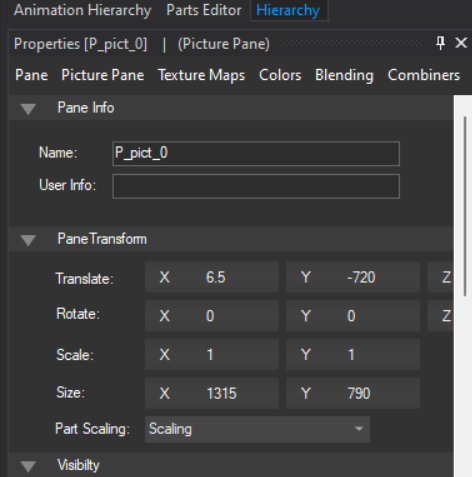 Animation Hierarchy Parts Editor Hierarchy
Properties [P_pict_0] | (Picture Pane)
Pane Picture Pane Texture Maps Colors Blending Combiners
Pane Info
Name: P_pict_0
User Info:
Pane Transform
Translate: X 6.5 Y -720 Z
Rotate: X 0 Y 0 Z
Scale: X 1 Y 1
Size: X 1315 Y 790
Part Scaling: Scaling
Visibilty